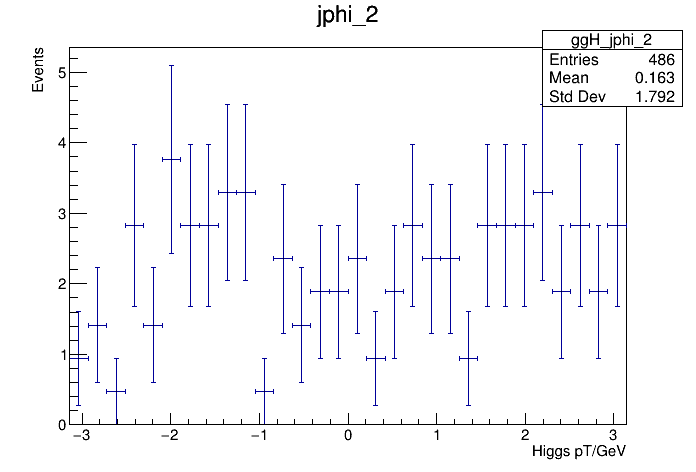 jphi_2
ggH_jphi_2
Entries 486
Mean 0.163
Std Dev 1.792
Events
5
4
3
2
1
0
−3 −2 −1 0 1 2 3
Higgs pT/GeV